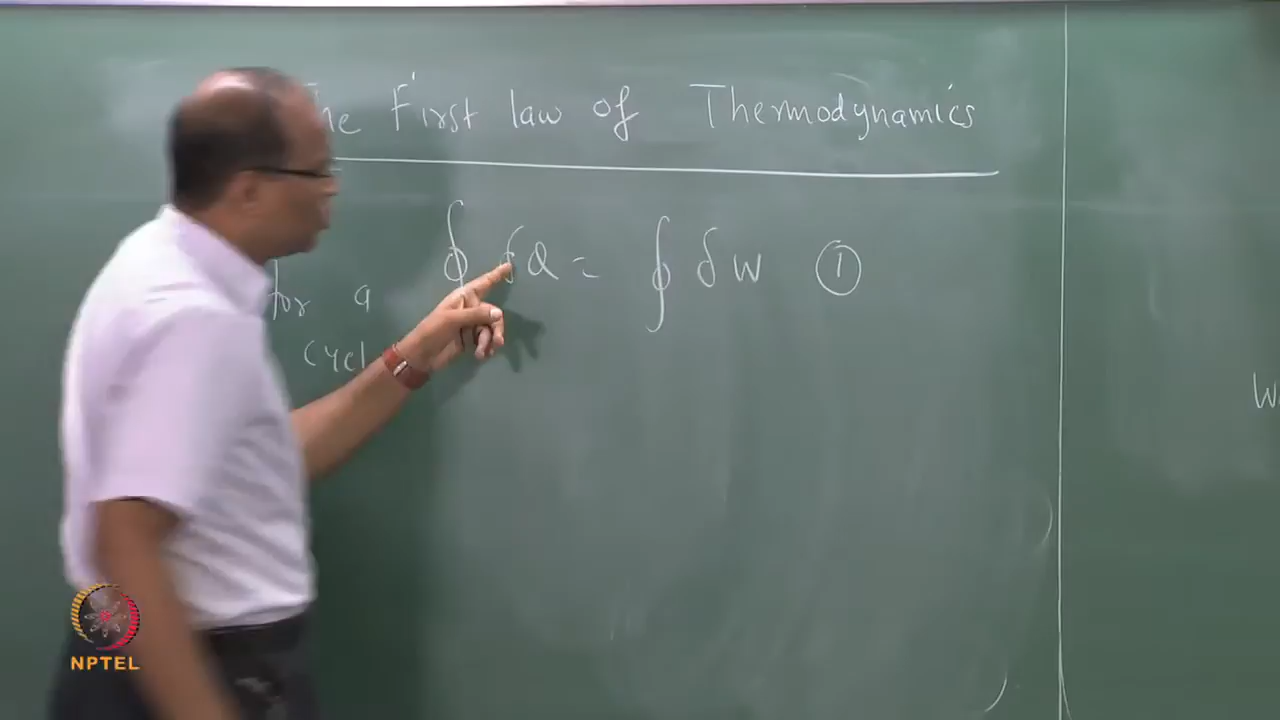 The First law of Thermodynamics
∮ δQ = ∮ δW ①
for a
cycl
NPTEL